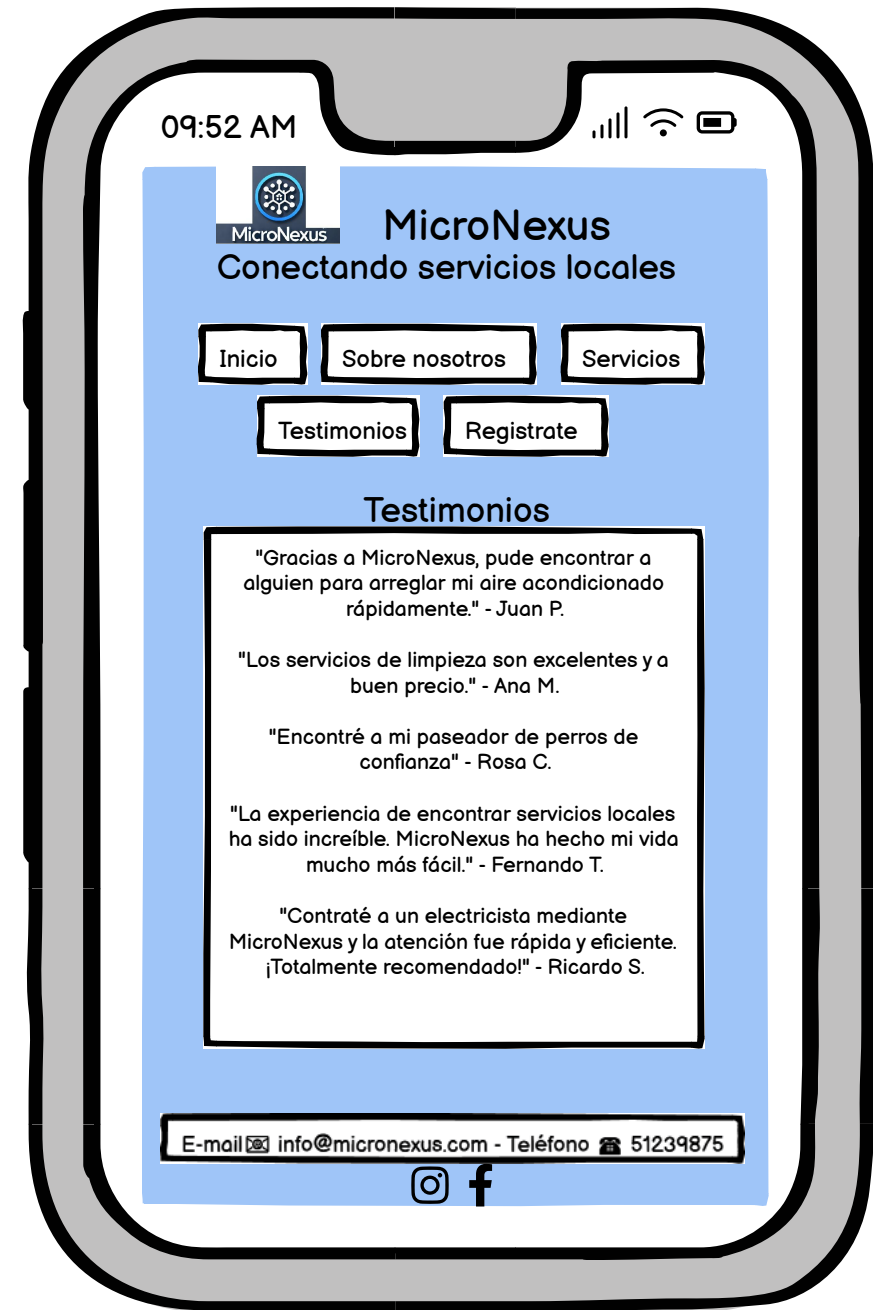 09:52 AM
MicroNexus
MicroNexus
Conectando servicios locales
Inicio
Sobre nosotros
Servicios
Testimonios
Registrate
Testimonios
"Gracias a MicroNexus, pude encontrar a
alguien para arreglar mi aire acondicionado
rápidamente." - Juan P.
"Los servicios de limpieza son excelentes y a
buen precio." - Ana M.
"Encontré a mi paseador de perros de
confianza" - Rosa C.
"La experiencia de encontrar servicios locales
ha sido increíble. MicroNexus ha hecho mi vida
mucho más fácil." - Fernando T.
"Contraté a un electricista mediante
MicroNexus y la atención fue rápida y eficiente.
¡Totalmente recomendado!" - Ricardo S.
E-mail📧 info@micronexus.com - Teléfono ☎ 51239875